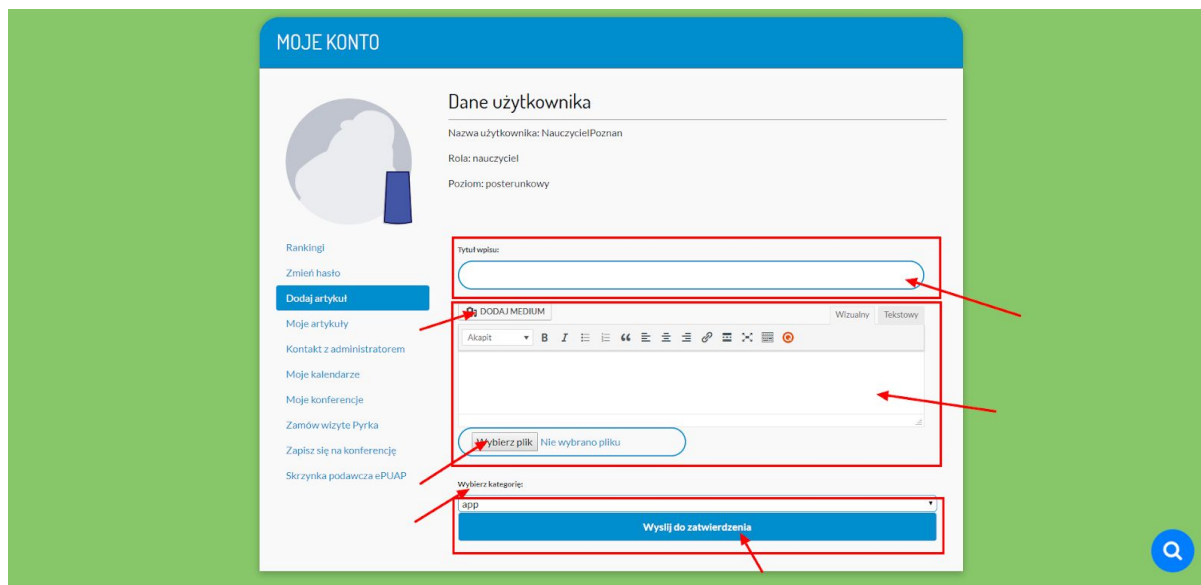 MOJE KONTO
Dane użytkownika
Nazwa użytkownika: NauczycielPoznan
Rola: nauczyciel
Poziom: posterunkowy
Rankingi
Zmień hasło
Dodaj artykuł
Moje artykuły
Kontakt z administratorem
Moje kalendarze
Moje konferencje
Zamów wizyte Pyrka
Zapisz się na konferencję
Skrzynka podawcza ePUAP
Tytuł wpisu:
DODAJ MEDIUM
Wizualny Tekstowy
Akapit B I
Wybierz plik Nie wybrano pliku
Wybierz kategorię:
app
Wyslij do zatwierdzenia